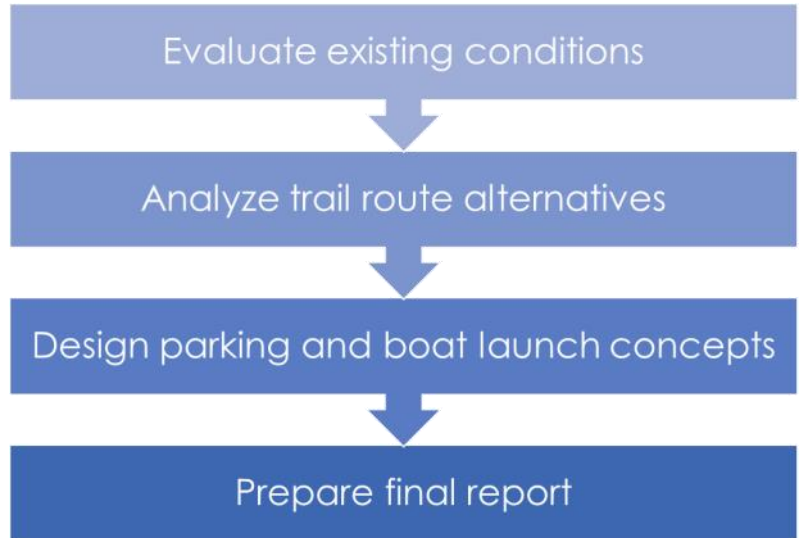 Evaluate existing conditions
Analyze trail route alternatives
Design parking and boat launch concepts
Prepare final report